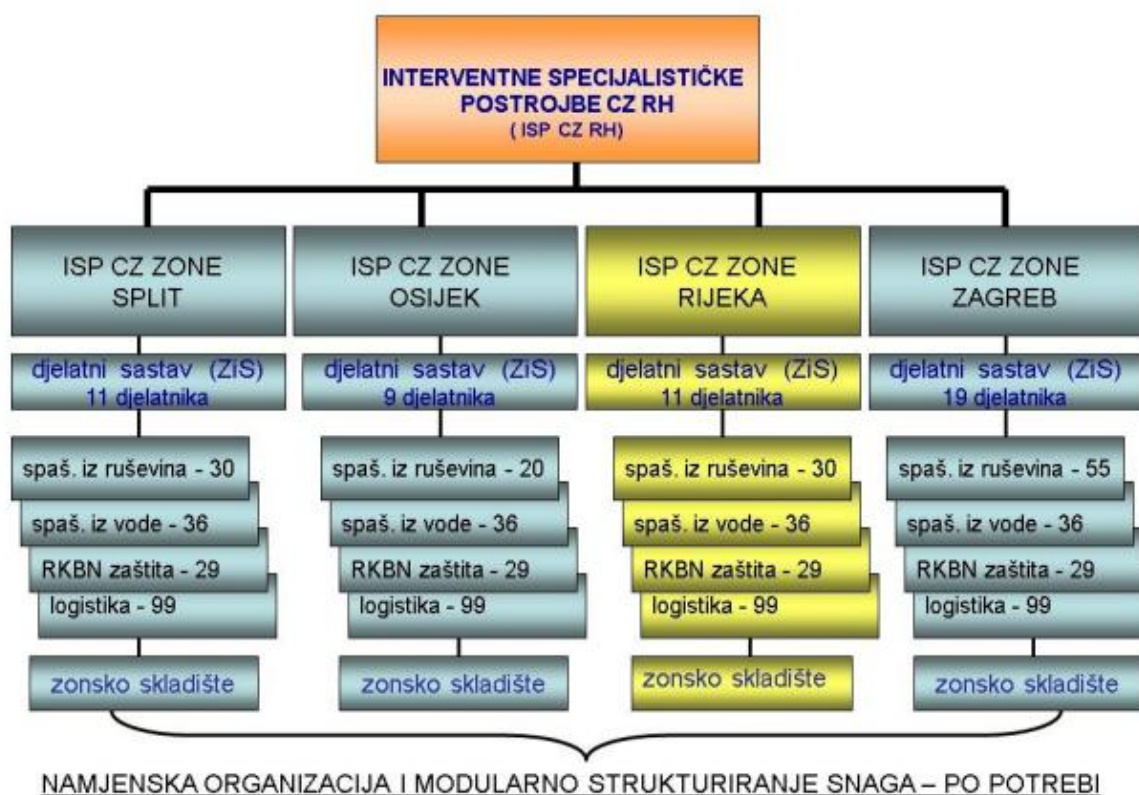 INTERVENTNE SPECIJALISTIČKE
POSTROJBE CZ RH
( ISP CZ RH)
ISP CZ ZONE
SPLIT
djelatni sastav (ZiS)
11 djelatnika
spaš. iz ruševina - 30
spaš. iz vode - 36
RKBN zaštita - 29
logistika - 99
zonsko skladište
ISP CZ ZONE
OSIJEK
djelatni sastav (ZiS)
9 djelatnika
spaš. iz ruševina - 20
spaš. iz vode - 36
RKBN zaštita - 29
logistika - 99
zonsko skladište
ISP CZ ZONE
RIJEKA
djelatni sastav (ZiS)
11 djelatnika
spaš. iz ruševina - 30
spaš. iz vode - 36
RKBN zaštita - 29
logistika - 99
zonsko skladište
ISP CZ ZONE
ZAGREB
djelatni sastav (ZiS)
19 djelatnika
spaš. iz ruševina - 55
spaš. iz vode - 36
RKBN zaštita - 29
logistika - 99
zonsko skladište
NAMJENSKA ORGANIZACIJA I MODULARNO STRUKTURIRANJE SNAGA – PO POTREBI